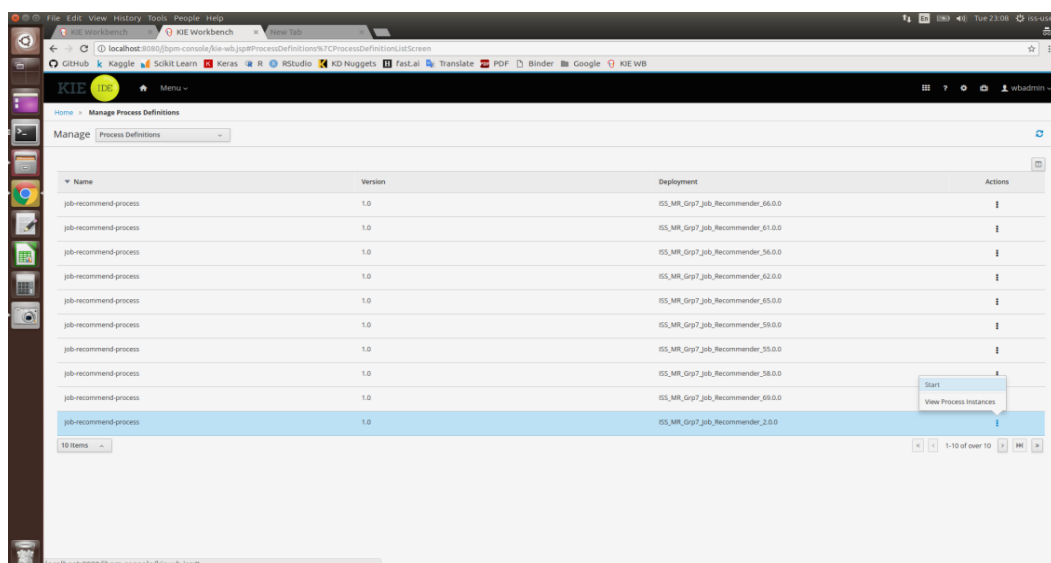 File Edit View History Tools People Help
En
Tue 23:08
iss-use
KIE Workbench
KIE Workbench
New Tab
localhost:8080/jbpm-console/kie-wb.jsp#ProcessDefinitions%7CProcessDefinitionListScreen
GitHub Kaggle Scikit Learn Keras R RStudio KD Nuggets fast.ai Translate PDF Binder Google KIE WB
KIE IDE Menu
wbadmin
Home > Manage Process Definitions
Manage Process Definitions
Name Version Deployment Actions
job-recommend-process 1.0 ISS_MR_Grp7_Job_Recommender_66.0.0
job-recommend-process 1.0 ISS_MR_Grp7_Job_Recommender_61.0.0
job-recommend-process 1.0 ISS_MR_Grp7_Job_Recommender_56.0.0
job-recommend-process 1.0 ISS_MR_Grp7_Job_Recommender_62.0.0
job-recommend-process 1.0 ISS_MR_Grp7_Job_Recommender_65.0.0
job-recommend-process 1.0 ISS_MR_Grp7_Job_Recommender_59.0.0
job-recommend-process 1.0 ISS_MR_Grp7_Job_Recommender_55.0.0
job-recommend-process 1.0 ISS_MR_Grp7_Job_Recommender_58.0.0
Start
job-recommend-process 1.0 ISS_MR_Grp7_Job_Recommender_69.0.0
View Process Instances
job-recommend-process 1.0 ISS_MR_Grp7_Job_Recommender_2.0.0
10 Items
1-10 of over 10